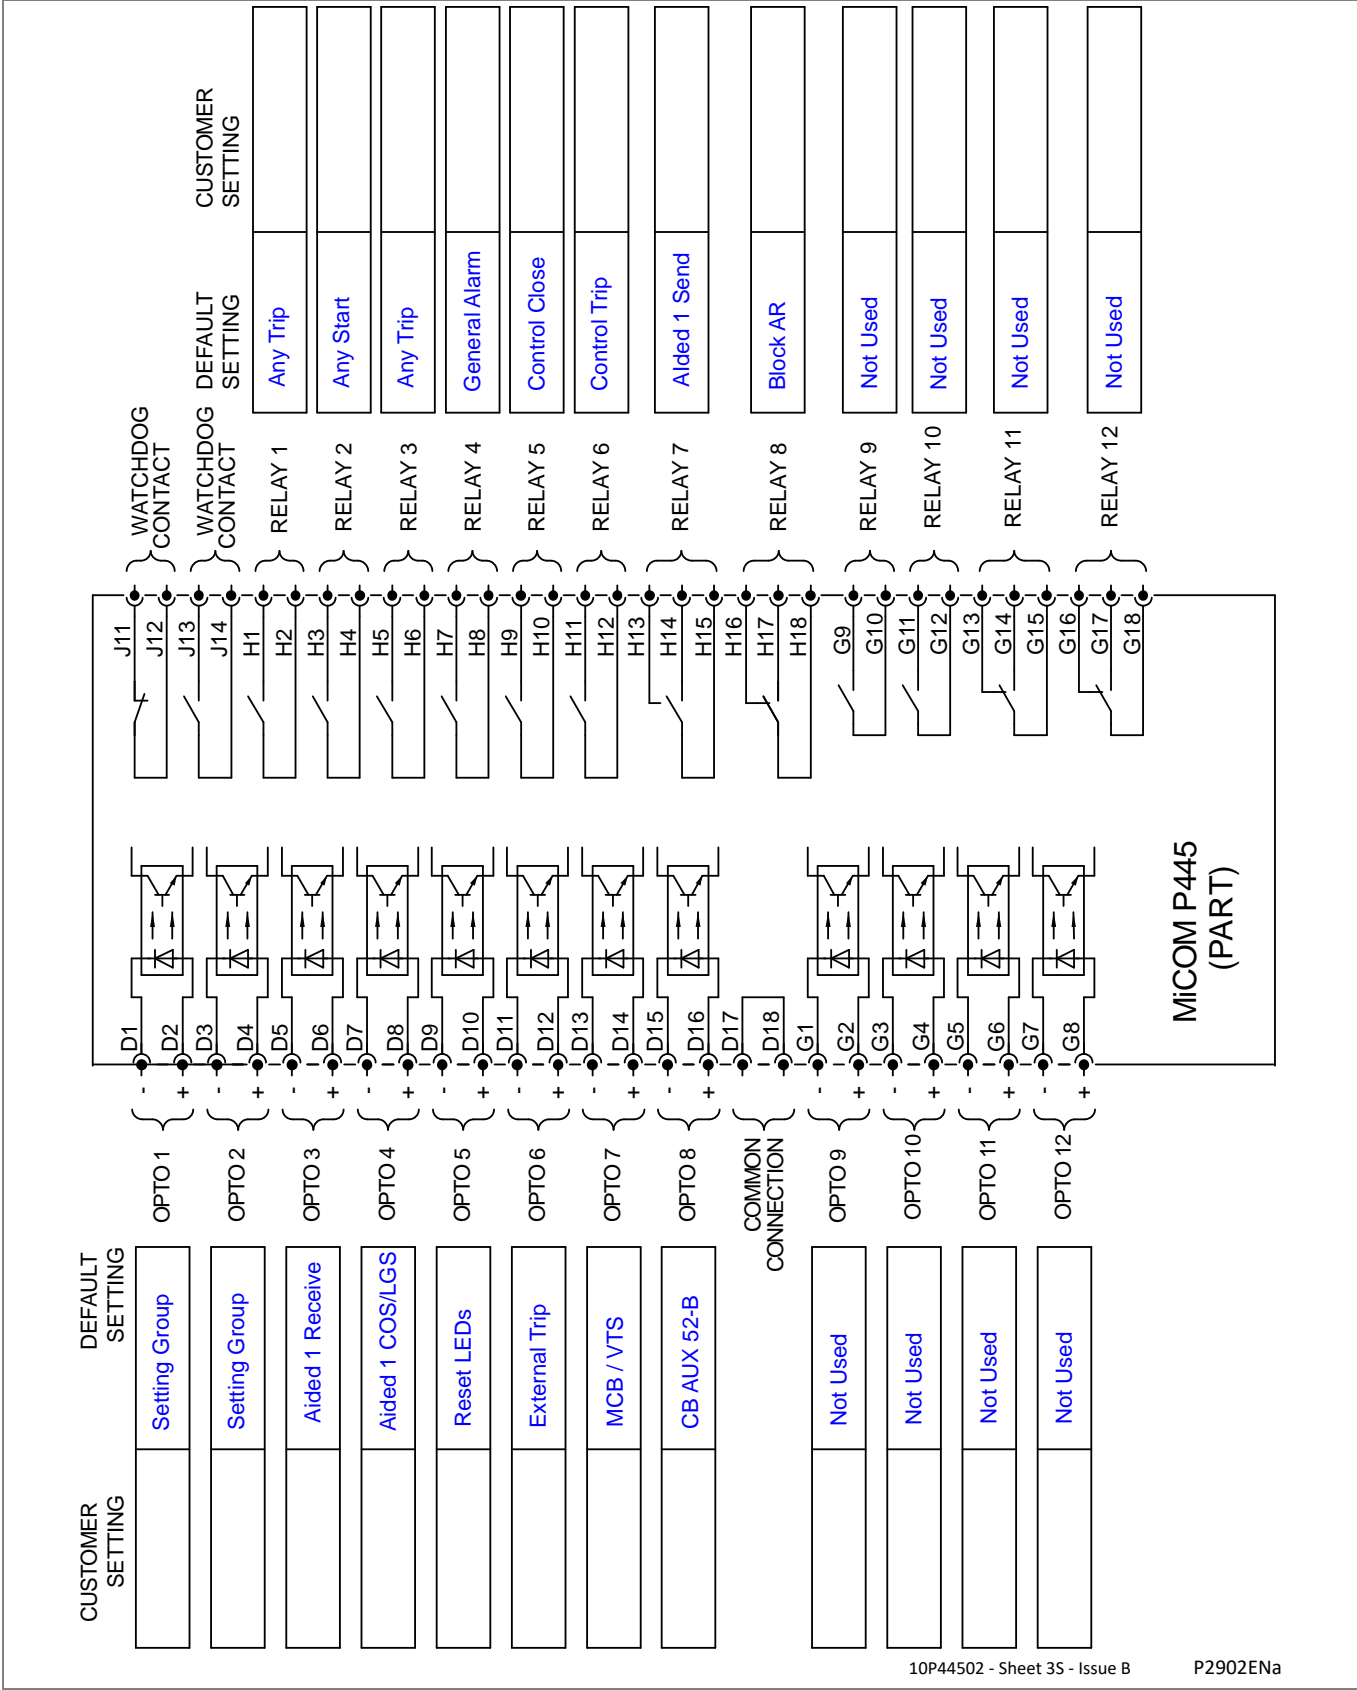 CUSTOMER
SETTING
DEFAULT
SETTING
WATCHDOG
CONTACT
WATCHDOG
CONTACT
Any Trip
RELAY 1
Any Start
RELAY 2
Any Trip
RELAY 3
General Alarm
RELAY 4
Control Close
RELAY 5
Control Trip
RELAY 6
AIded 1 Send
RELAY 7
Block AR
RELAY 8
Not Used
RELAY 9
Not Used
RELAY 10
Not Used
RELAY 11
Not Used
RELAY 12
J11
J12
J13
J14
H1
H2
H3
H4
H5
H6
H7
H8
H9
H10
H11
H12
H13
H14
H15
H16
H17
H18
G9
G10
G11
G12
G13
G14
G15
G16
G17
G18
MiCOM P445
(PART)
D1
D2
D3
D4
D5
D6
D7
D8
D9
D10
D11
D12
D13
D14
D15
D16
D17
D18
G1
G2
G3
G4
G5
G6
G7
G8
- +
- +
- +
- +
- +
- +
- +
- +
- +
- +
- +
- +
OPTO 1
OPTO 2
OPTO 3
OPTO 4
OPTO 5
OPTO 6
OPTO 7
OPTO 8
COMMON
CONNECTION
OPTO 9
OPTO 10
OPTO 11
OPTO 12
DEFAULT
SETTING
Setting Group
Setting Group
Aided 1 Receive
Aided 1 COS/LGS
Reset LEDs
External Trip
MCB / VTS
CB AUX 52-B
Not Used
Not Used
Not Used
Not Used
CUSTOMER
SETTING
10P44502 - Sheet 3S - Issue B
P2902ENa